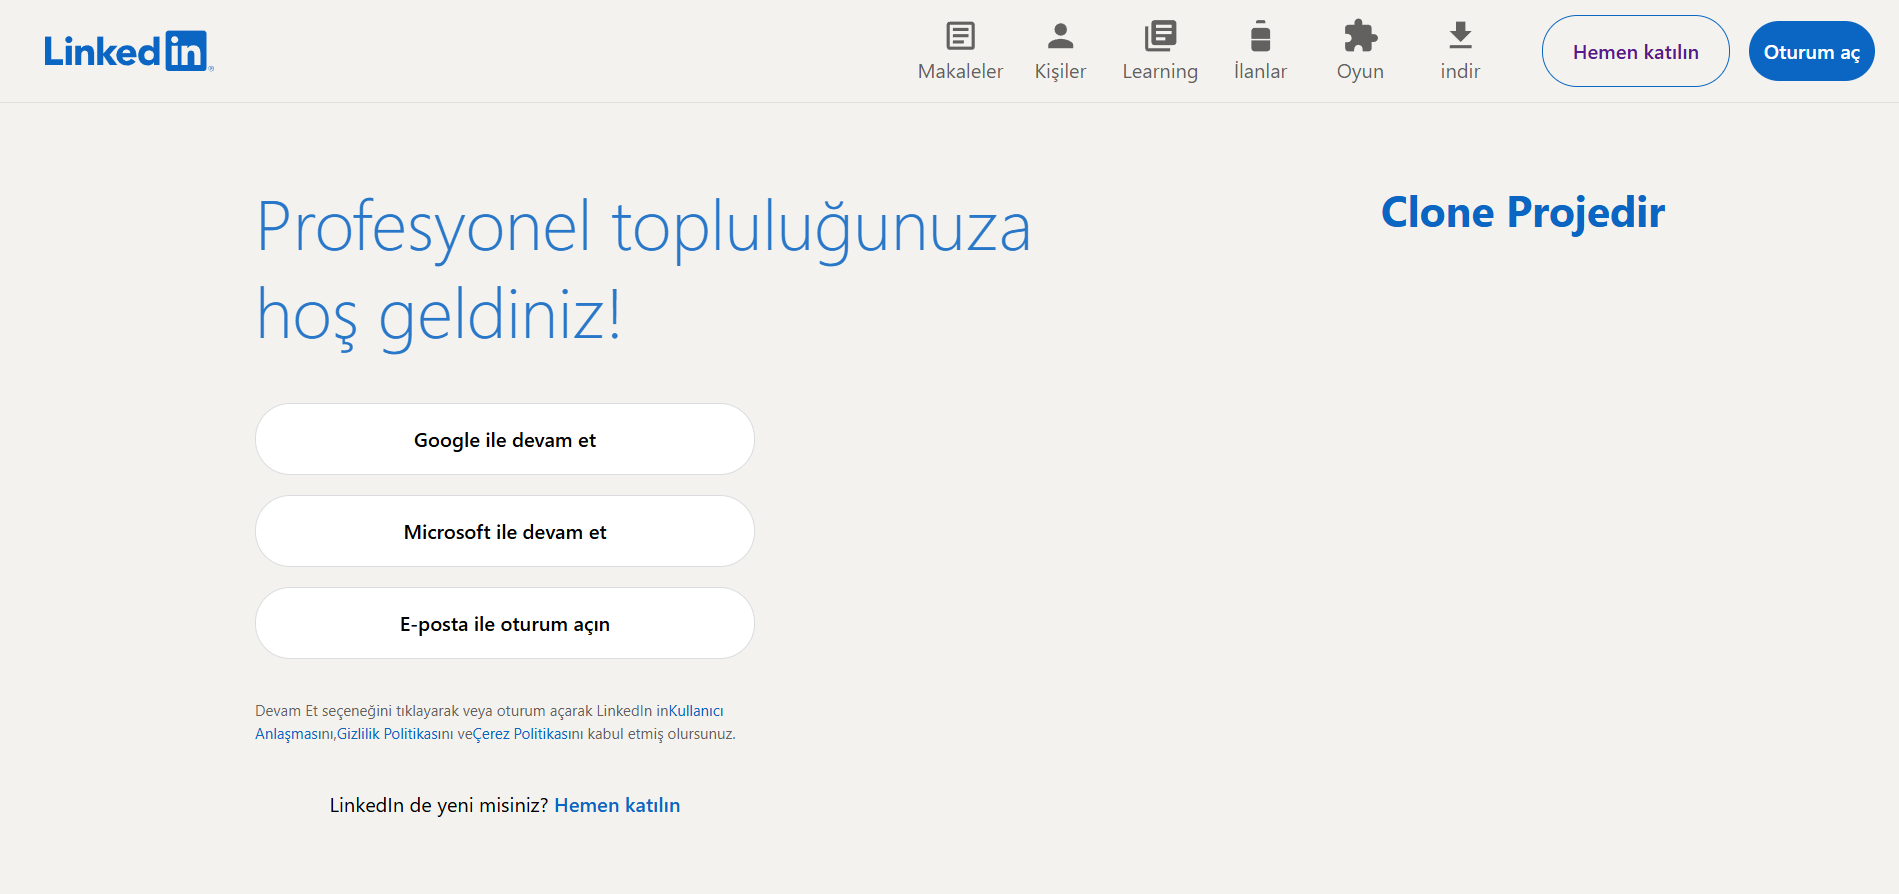 Linkedin
Makaleler
Kişiler
Learning
İlanlar
Oyun
indir
Hemen katılın
Oturum aç
Profesyonel topluluğunuza
hoş geldiniz!
Clone Projedir
Google ile devam et
Microsoft ile devam et
E-posta ile oturum açın
Devam Et seçeneğini tıklayarak veya oturum açarak LinkedIn inKullanıcı
Anlaşmasını,Gizlilik Politikasını veÇerez Politikasını kabul etmiş olursunuz.
LinkedIn de yeni misiniz? Hemen katılın